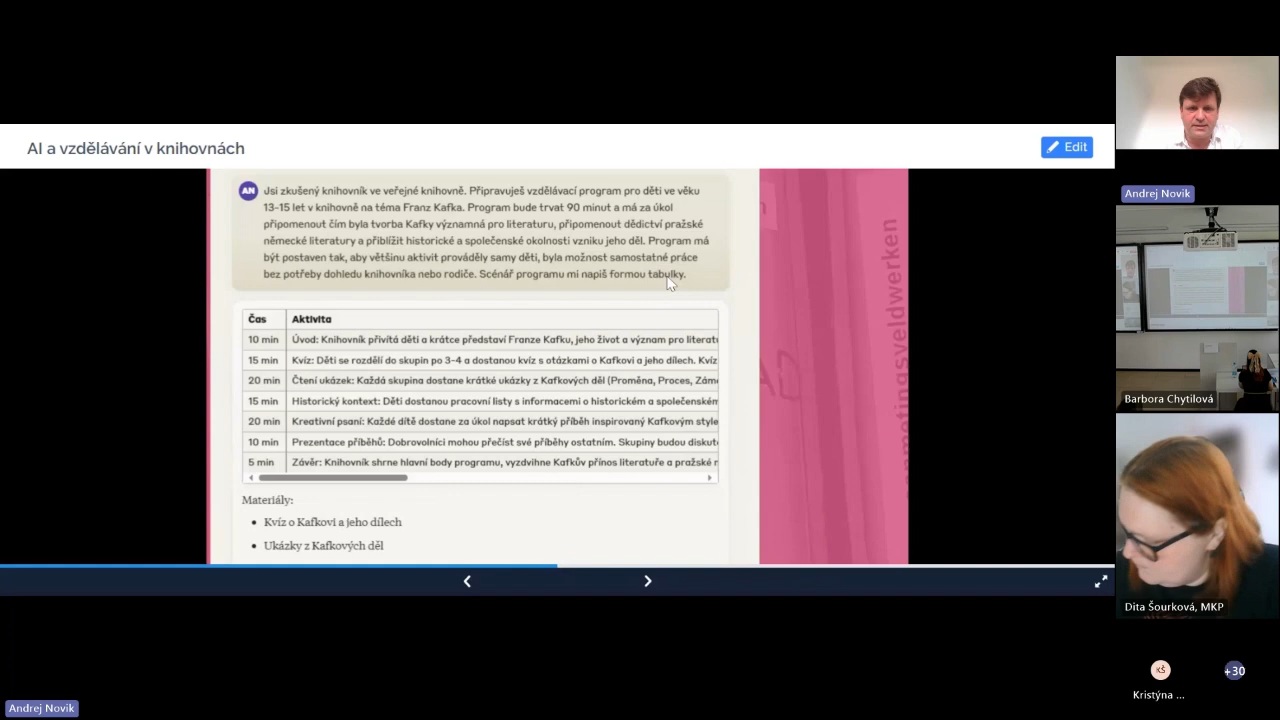 AI a vzdělávání v knihovnách
Edit
AN
Jsi zkušený knihovník ve veřejné knihovně. Připravuješ vzdělávací program pro děti ve věku
13-15 let v knihovně na téma Franz Kafka. Program bude trvat 90 minut a má za úkol
připomenout čím byla tvorba Kafky významná pro literaturu, připomenout dědictví pražské
německé literatury a přiblížit historické a společenské okolnosti vzniku jeho děl. Program má
být postaven tak, aby většinu aktivit prováděly samy děti, byla možnost samostatné práce
bez potřeby dohledu knihovníka nebo rodiče. Scénář programu mi napiš formou tabulky.
Čas Aktivita
10 min Úvod: Knihovník přivítá děti a krátce představí Franze Kafku, jeho život a význam pro literatu
15 min Kvíz: Děti se rozdělí do skupin po 3-4 a dostanou kvíz s otázkami o Kafkovi a jeho dílech. Kvíz
20 min Čtení ukázek: Každá skupina dostane krátké ukázky z Kafkových děl (Proměna, Proces, Záme
15 min Historický kontext: Děti dostanou pracovní listy s informacemi o historickém a společenském
20 min Kreativní psaní: Každé dítě dostane za úkol napsat krátký příběh inspirovaný Kafkovým style
10 min Prezentace příběhů: Dobrovolníci mohou přečíst své příběhy ostatním. Skupiny budou diskuto
5 min Závěr: Knihovník shrne hlavní body programu, vyzdvihne Kafkův přínos literatuře a pražské n
Materiály:
• Kvíz o Kafkovi a jeho dílech
• Ukázky z Kafkových děl
Andrej Novik
Barbora Chytilová
Dita Šourková, MKP
KŠ
+30
Kristýna ...
Andrej Novik